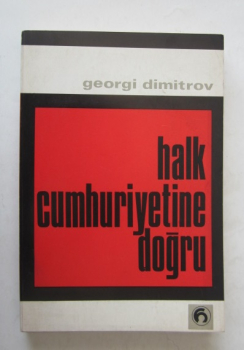 georgi dimitrov
halk
cumhuriyetine
doğru